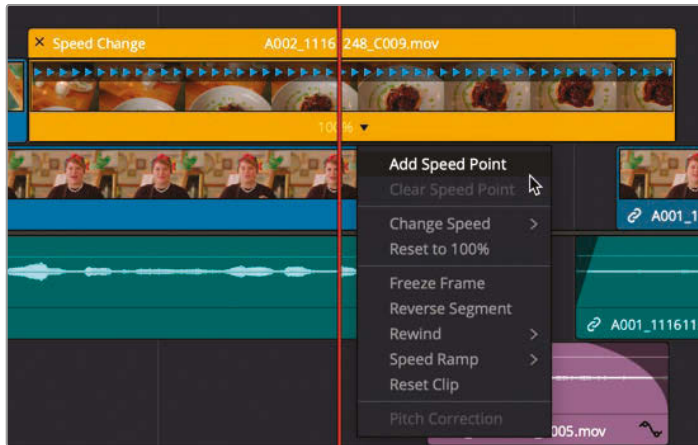 × Speed Change A002_1116 248_C009.mov
100%
Add Speed Point
Clear Speed Point
Change Speed >
Reset to 100%
Freeze Frame
Reverse Segment
Rewind >
Speed Ramp >
Reset Clip
Pitch Correction
A001_1
A001_111611
005.mov